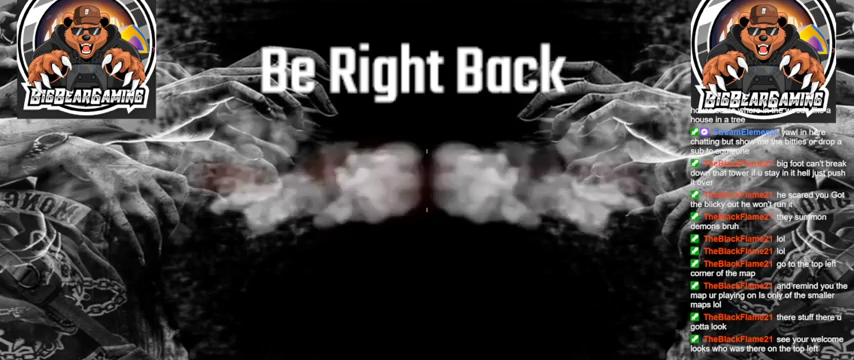 Be Right Back
BIGBEARGAMING
BIGBEARGAMING
house in a tree
StreamElements yawl in here
chatting but show me the bitties or drop a
sub to someone
TheBlackFlame21 big foot can't break
down that tower if u stay in it hell just push
it over
TheBlackFlame21 he scared you Got
the blicky out he won't run it
TheBlackFlame21 they summon
demons bruh
TheBlackFlame21 lol
TheBlackFlame21 lol
TheBlackFlame21 go to the top left
corner of the map
TheBlackFlame21 and remind you the
map ur playing on Is only of the smaller
maps lol
TheBlackFlame21 there stuff there u
gotta look
TheBlackFlame21 see your welcome
looks who was there on the top left